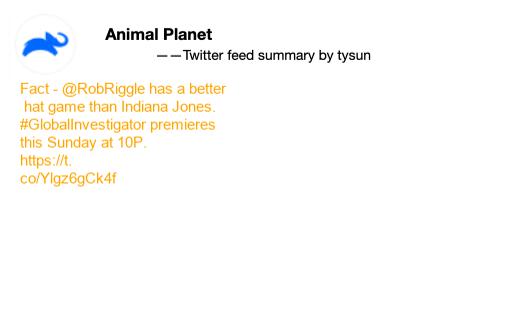 Animal Planet
——Twitter feed summary by tysun
Fact - @RobRiggle has a better
hat game than Indiana Jones.
#GlobalInvestigator premieres
this Sunday at 10P.
https://t.
co/Ylgz6gCk4f